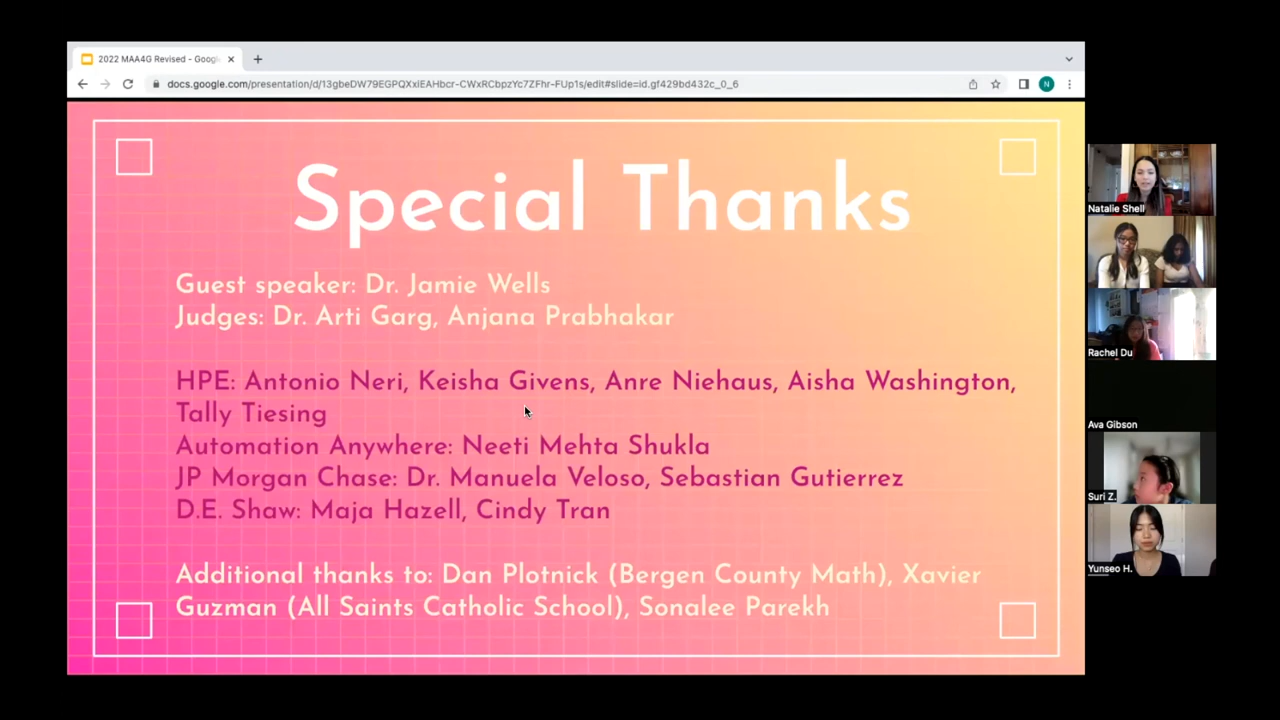 2022 MAA4G Revised - Googl
docs.google.com/presentation/d/13gbeDW79EGPQXxIEAHbcr-CWxRCbpzYc7ZFhr-FUp1s/edit#slide=id.gf429bd432c_0_6
N
Special Thanks
Guest speaker: Dr. Jamie Wells
Judges: Dr. Arti Garg, Anjana Prabhakar
HPE: Antonio Neri, Keisha Givens, Anre Niehaus, Aisha Washington,
Tally Tiesing
Automation Anywhere: Neeti Mehta Shukla
JP Morgan Chase: Dr. Manuela Veloso, Sebastian Gutierrez
D.E. Shaw: Maja Hazell, Cindy Tran
Additional thanks to: Dan Plotnick (Bergen County Math), Xavier
Guzman (All Saints Catholic School), Sonalee Parekh
Natalie Shell
Rachel Du
Ava Gibson
Suri Z.
Yunseo H.